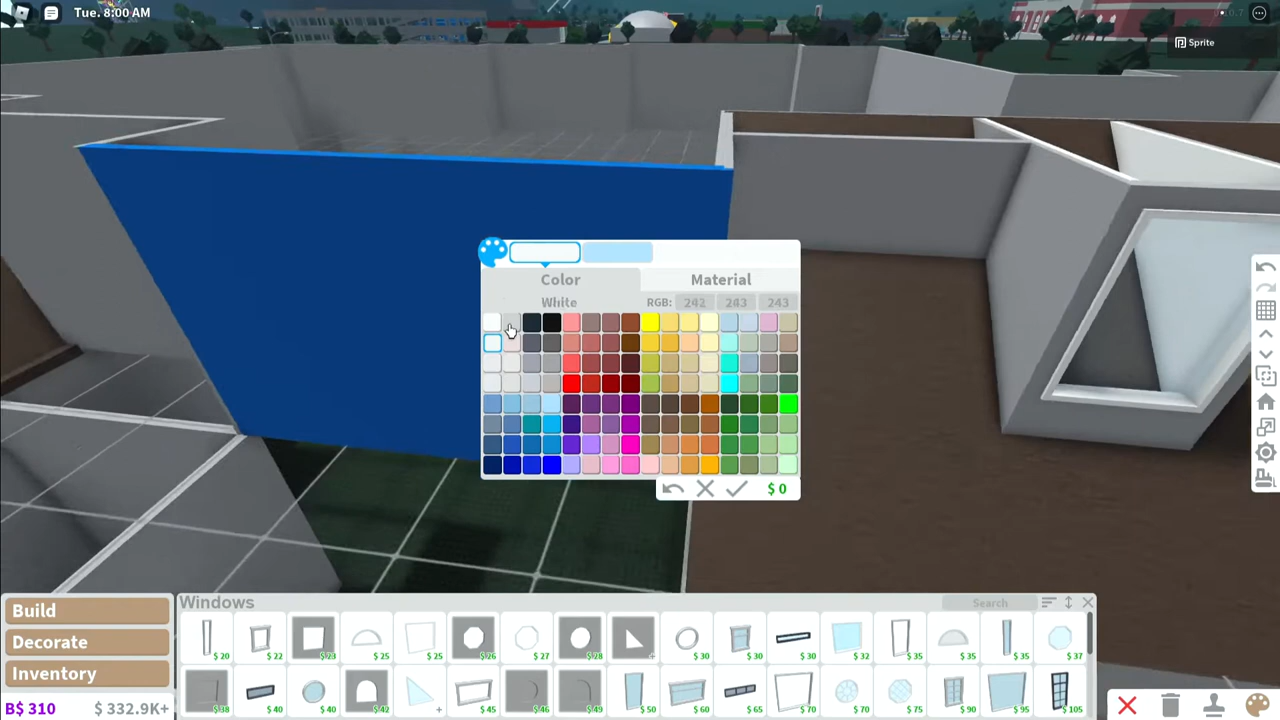 Tue. 8:00 AM
Sprite
Color
Material
White
RGB: 242 243 243
$ 0
Build
Decorate
Inventory
B$ 310
$ 332.9K+
Windows
Search
$20
$22
$23
$25
$25
$26
$27
$28
$30
$30
$30
$32
$35
$35
$35
$37
$38
$40
$40
$42
$45
$46
$49
$50
$60
$65
$70
$70
$75
$90
$95
$105